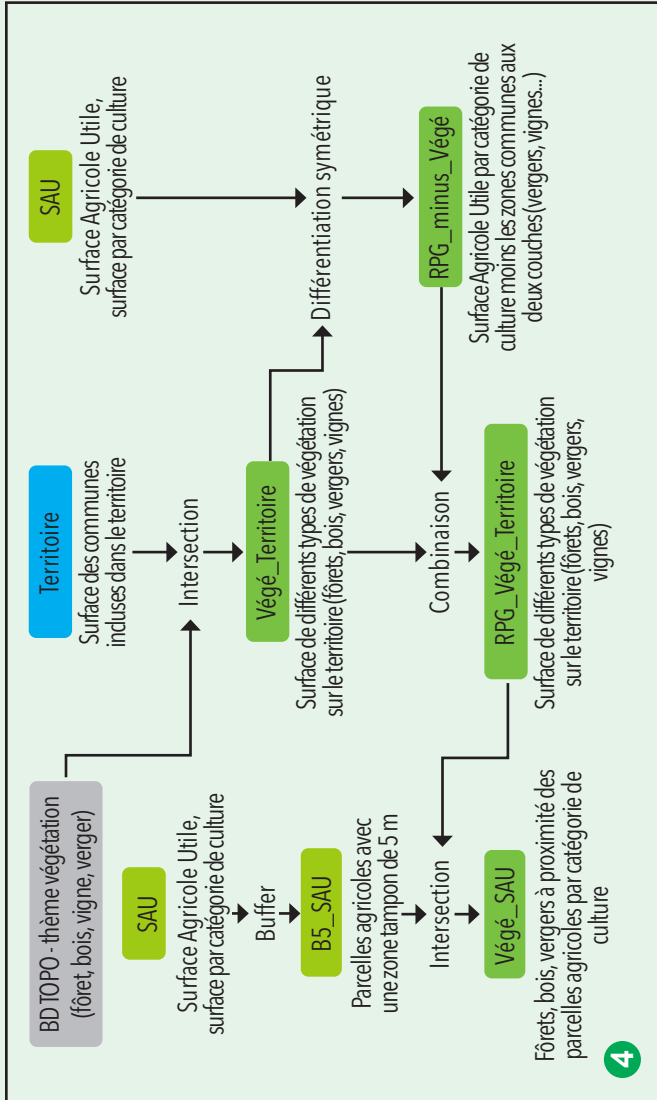 BD TOPO - thème végétation
(fôret, bois, vigne, verger)
Territoire
Surface des communes
incluses dans le territoire
SAU
Surface Agricole Utile,
surface par catégorie de culture
SAU
Surface Agricole Utile,
surface par catégorie de culture
Buffer
B5_SAU
Parcelles agricoles avec
une zone tampon de 5 m
Intersection
Végé_SAU
Fôrets, bois, vergers à proximité des
parcelles agricoles par catégorie de
culture
Intersection
Végé_Territoire
Surface de différents types de végétation
sur le territoire (fôrets, bois, vergers, vignes)
Combinaison
RPG_Végé_Territoire
Surface de différents types de végétation
sur le territoire (fôrets, bois, vergers,
vignes)
Différentiation symétrique
RPG_minus_Végé
Surface Agricole Utile par catégorie de
culture moins les zones communes aux
deux couches (vergers, vignes...)
4